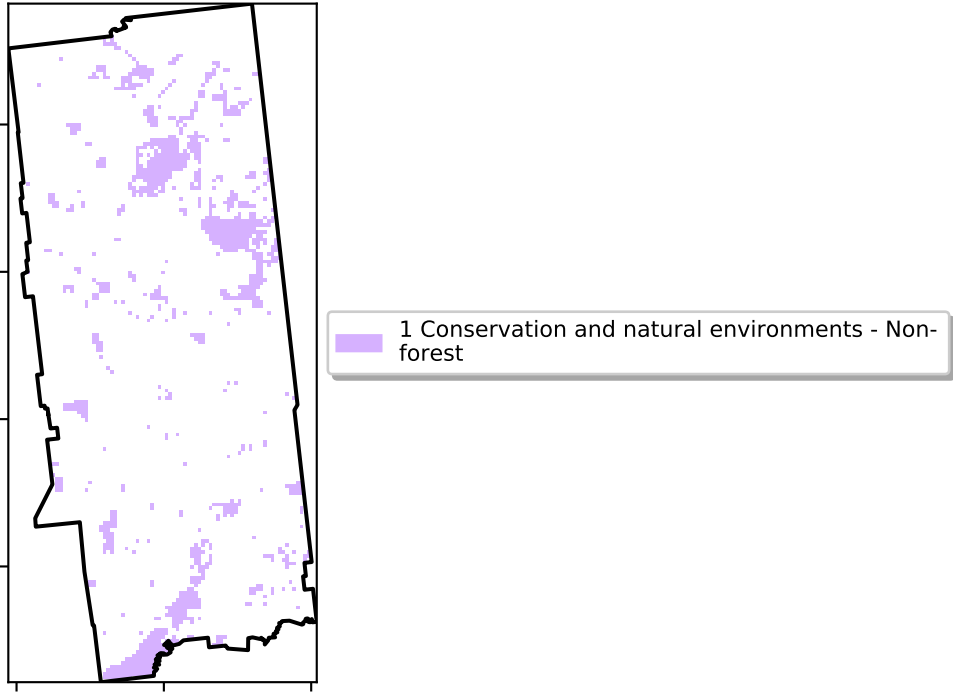 1 Conservation and natural environments - Non-
forest